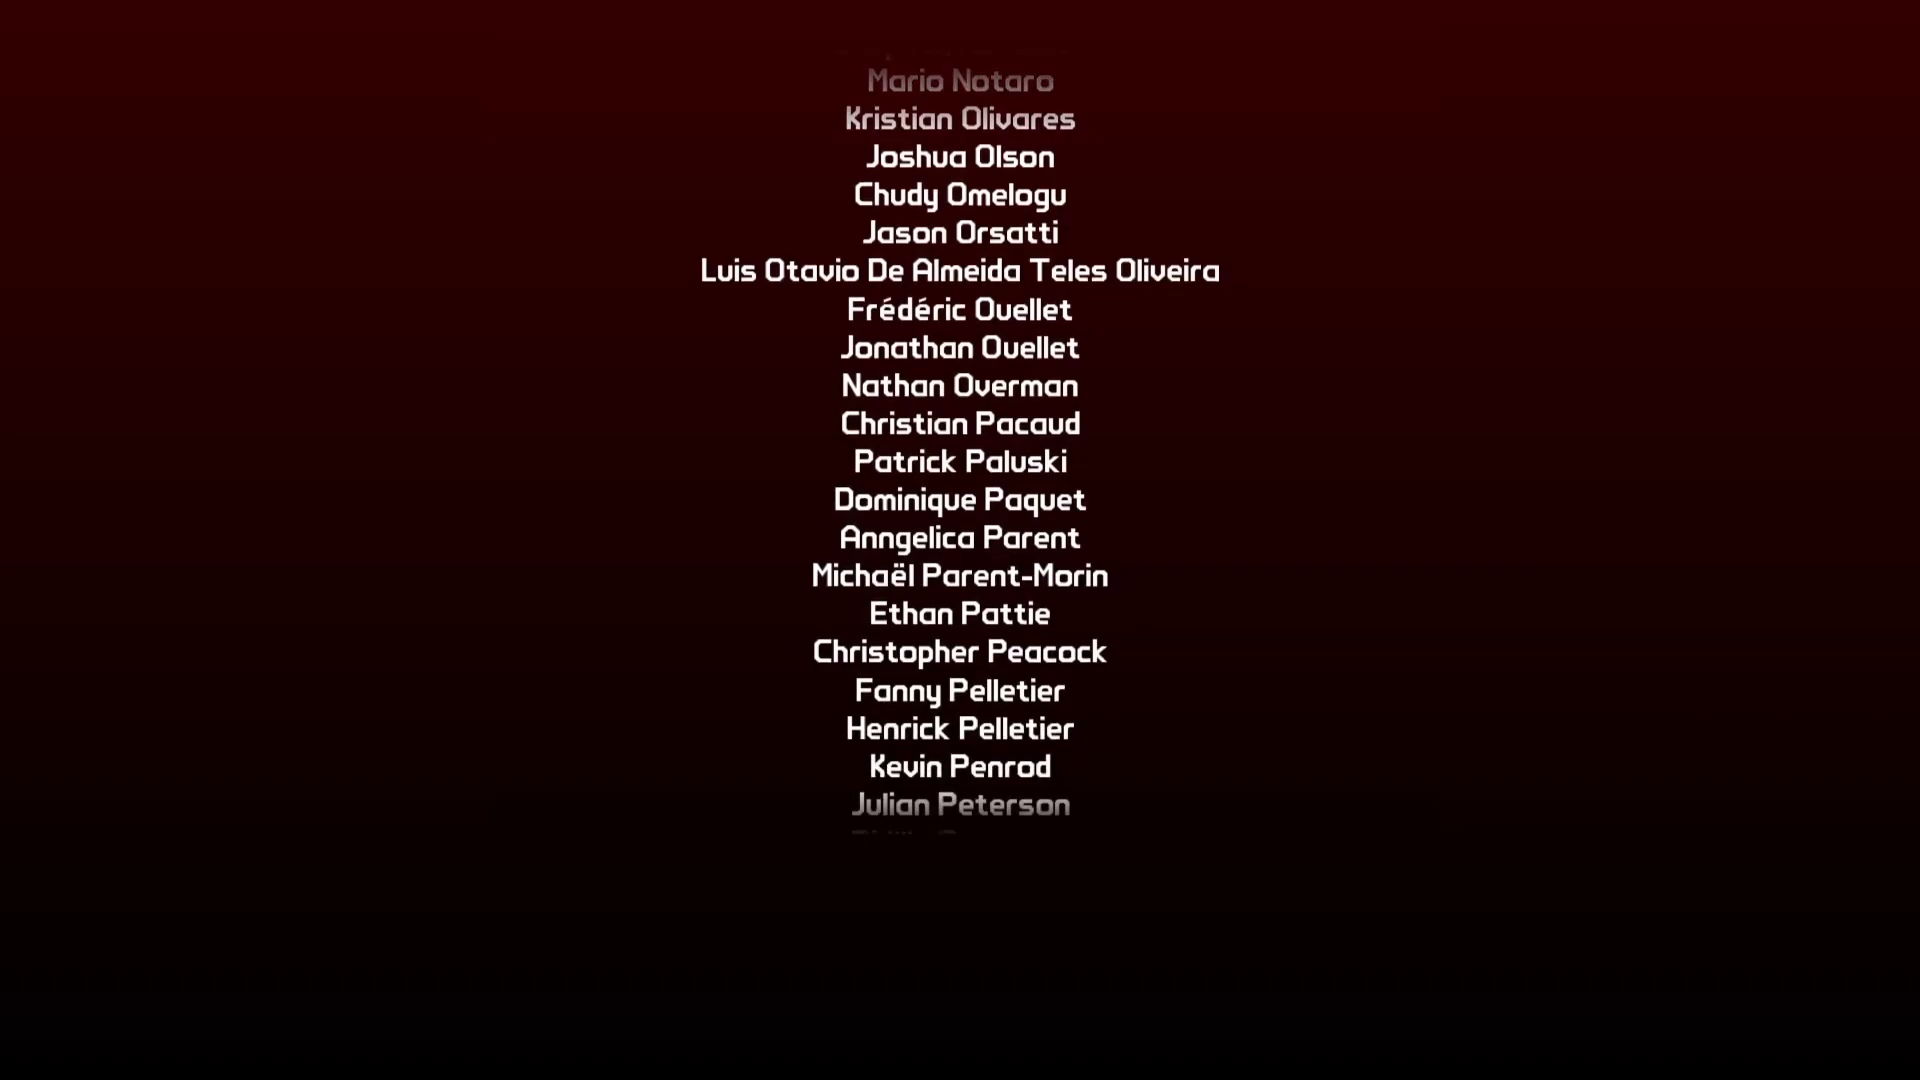 Mario Notaro
Kristian Olivares
Joshua Olson
Chudy Omelogu
Jason Orsatti
Luis Otavio De Almeida Teles Oliveira
Frédéric Ouellet
Jonathan Ouellet
Nathan Overman
Christian Pacaud
Patrick Paluski
Dominique Paquet
Anngelica Parent
Michaël Parent-Morin
Ethan Pattie
Christopher Peacock
Fanny Pelletier
Henrick Pelletier
Kevin Penrod
Julian Peterson